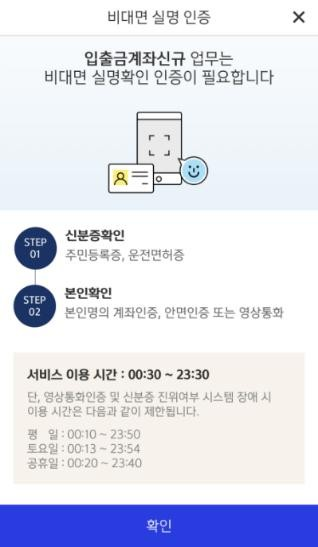 비대면 실명 인증
입출금계좌신규 업무는
비대면 실명확인 인증이 필요합니다
STEP
01
신분증확인
주민등록증, 운전면허증
STEP
02
본인확인
본인명의 계좌인증, 안면인증 또는 영상통화
서비스 이용 시간 : 00:30 ~ 23:30
단, 영상통화인증 및 신분증 진위여부 시스템 장애 시
이용 시간은 다음과 같이 제한됩니다.
평 일 : 00:10 ~ 23:50
토요일 : 00:13 ~ 23:54
공휴일 : 00:20 ~ 23:40
확인